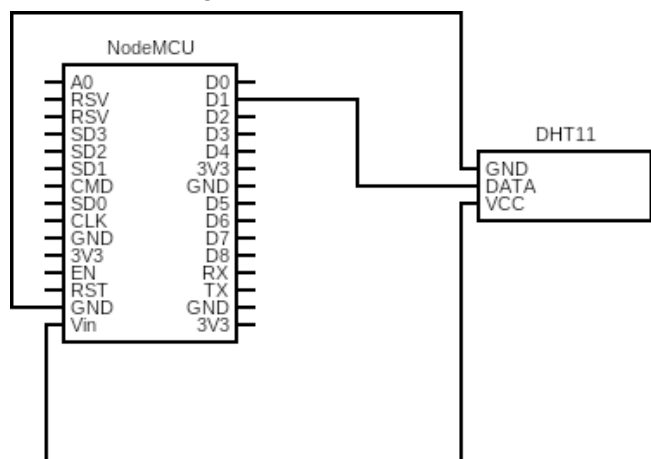 NodeMCU
A0
RSV
RSV
SD3
SD2
SD1
CMD
SD0
CLK
GND
3V3
EN
RST
GND
Vin
D0
D1
D2
D3
D4
3V3
GND
D5
D6
D7
D8
RX
TX
GND
3V3
DHT11
GND
DATA
VCC